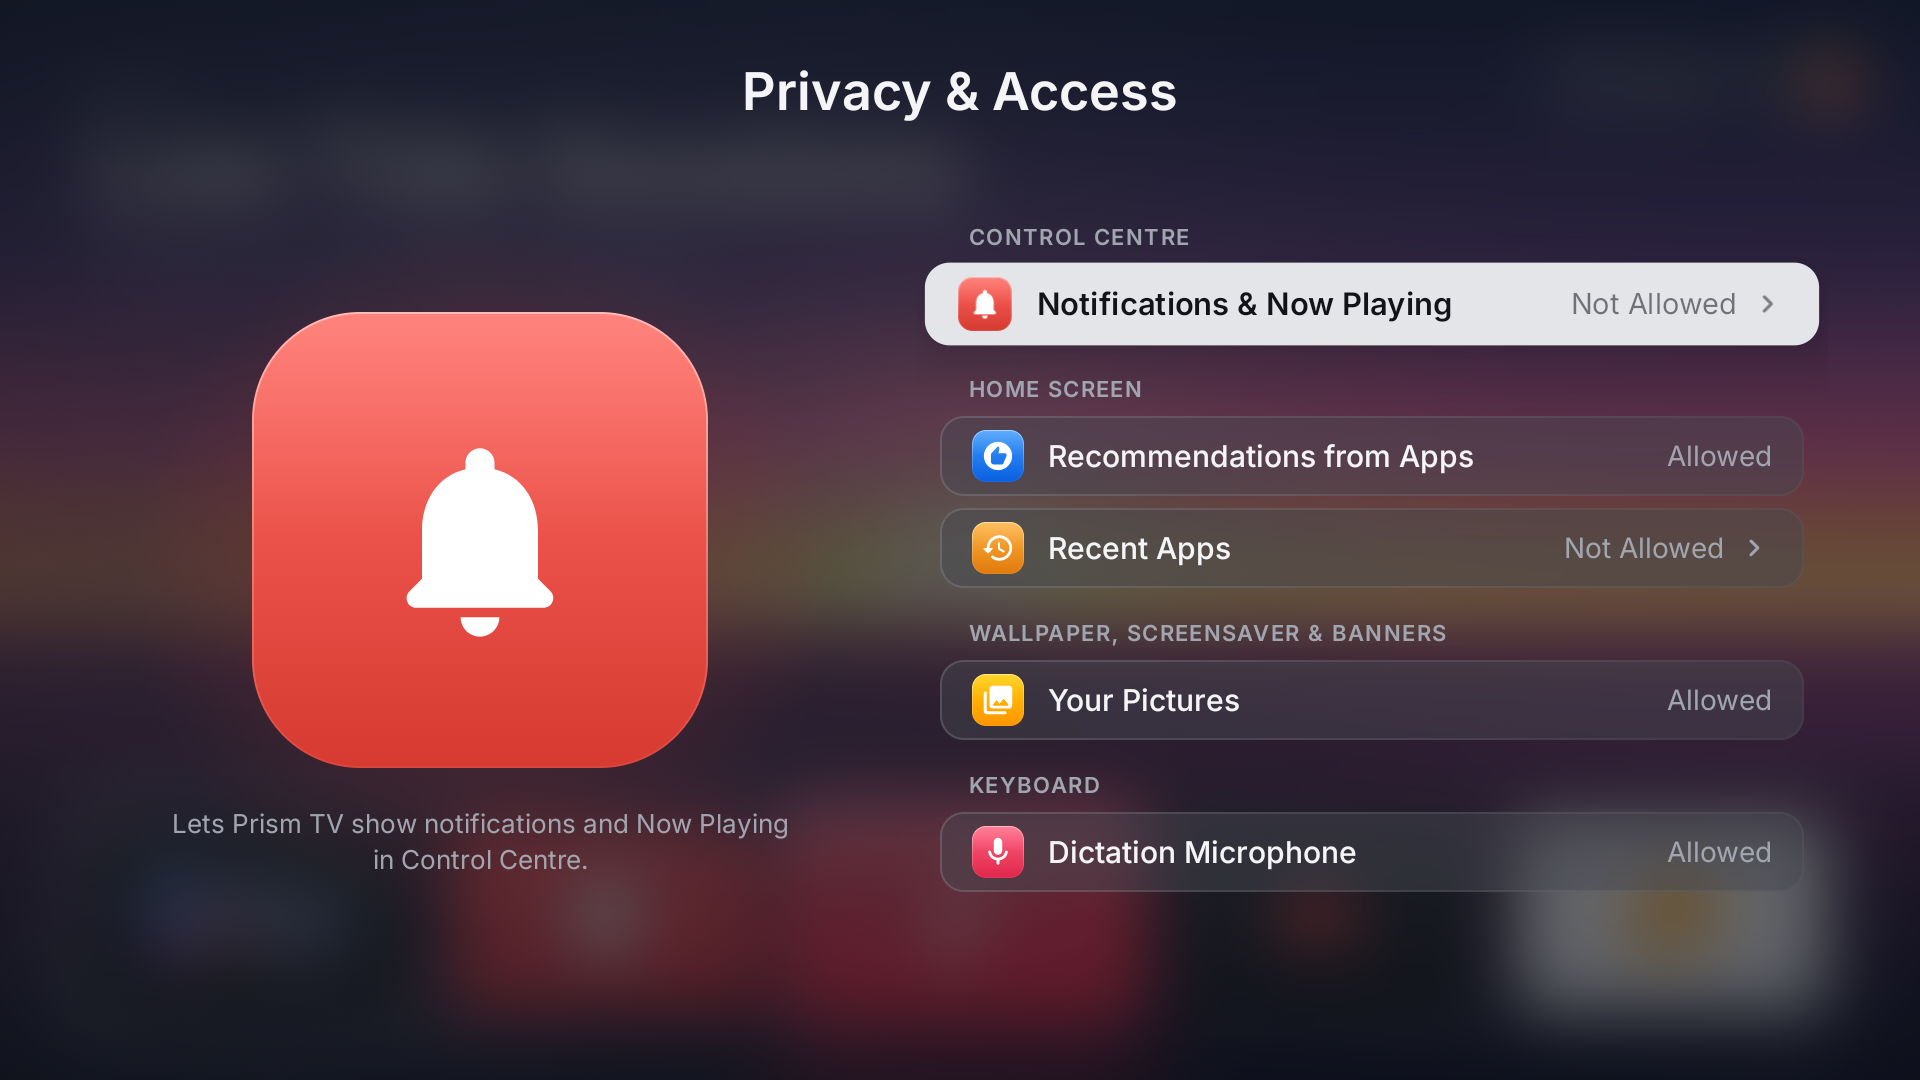 Privacy & Access
CONTROL CENTRE
Notifications & Now Playing Not Allowed
HOME SCREEN
Recommendations from Apps Allowed
Recent Apps Not Allowed
WALLPAPER, SCREENSAVER & BANNERS
Your Pictures Allowed
KEYBOARD
Dictation Microphone Allowed
Lets Prism TV show notifications and Now Playing
in Control Centre.